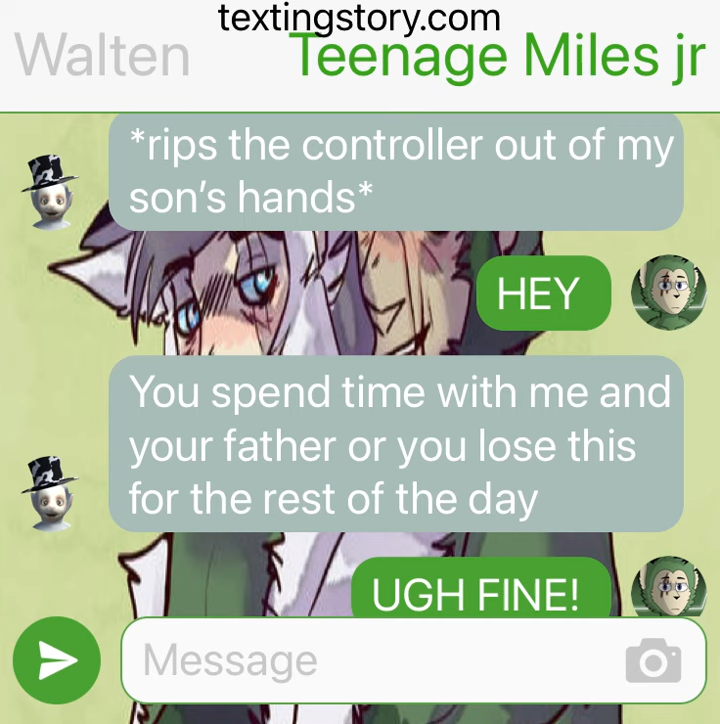 textingstory.com
Walten Teenage Miles jr
*rips the controller out of my
son's hands*
HEY
You spend time with me and
your father or you lose this
for the rest of the day
UGH FINE!
Message